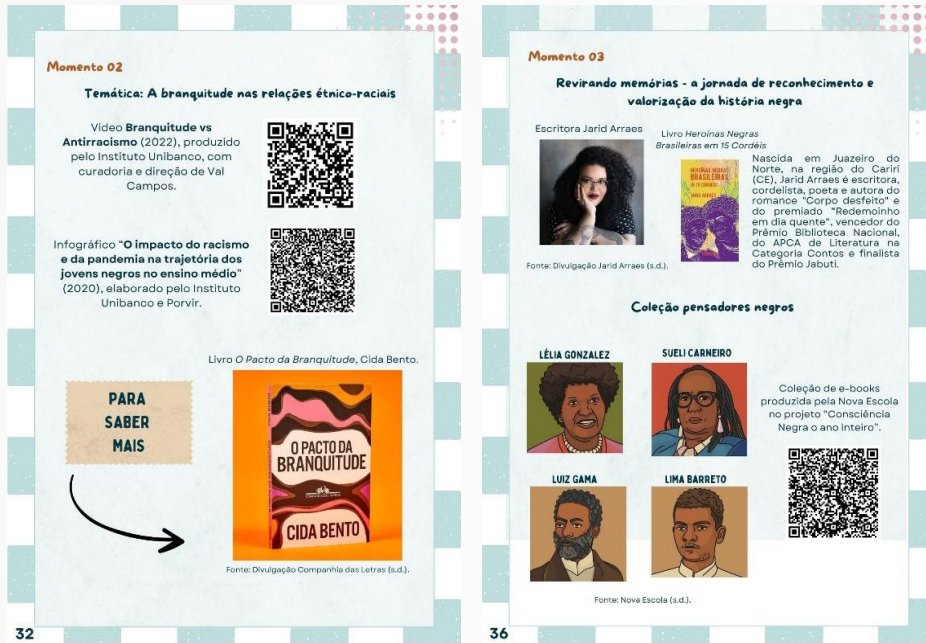 Momento 02
Temática: A branquitude nas relações étnico-raciais
Vídeo Branquitude vs
Antirracismo (2022), produzido
pelo Instituto Unibanco, com
curadoria e direção de Val
Campos.
Infográfico "O impacto do racismo
e da pandemia na trajetória dos
jovens negros no ensino médio"
(2020), elaborado pelo Instituto
Unibanco e Porvir.
Livro O Pacto da Branquitude, Cida Bento.
PARA
SABER
MAIS
O PACTO DA
BRANQUITUDE
CIDA BENTO
Fonte: Divulgação Companhia das Letras (s.d.).
32
Momento 03
Revirando memórias - a jornada de reconhecimento e
valorização da história negra
Escritora Jarid Arraes
Livro Heroínas Negras
Brasileiras em 15 Cordéis
HEROÍNAS NEGRAS
BRASILEIRAS
EM 15 CORDÉIS
JARID ARRAES
Nascida em Juazeiro do
Norte, na região do Cariri
(CE), Jarid Arraes é escritora,
cordelista, poeta e autora do
romance "Corpo desfeito" e
do premiado "Redemoinho
em dia quente", vencedor do
Prêmio Biblioteca Nacional,
do APCA de Literatura na
Categoria Contos e finalista
do Prêmio Jabuti.
Fonte: Divulgação Jarid Arraes (s.d.).
Coleção pensadores negros
LÉLIA GONZALEZ
SUELI CARNEIRO
LUIZ GAMA
LIMA BARRETO
Coleção de e-books
produzida pela Nova Escola
no projeto "Consciência
Negra o ano inteiro".
Fonte: Nova Escola (s.d.).
36